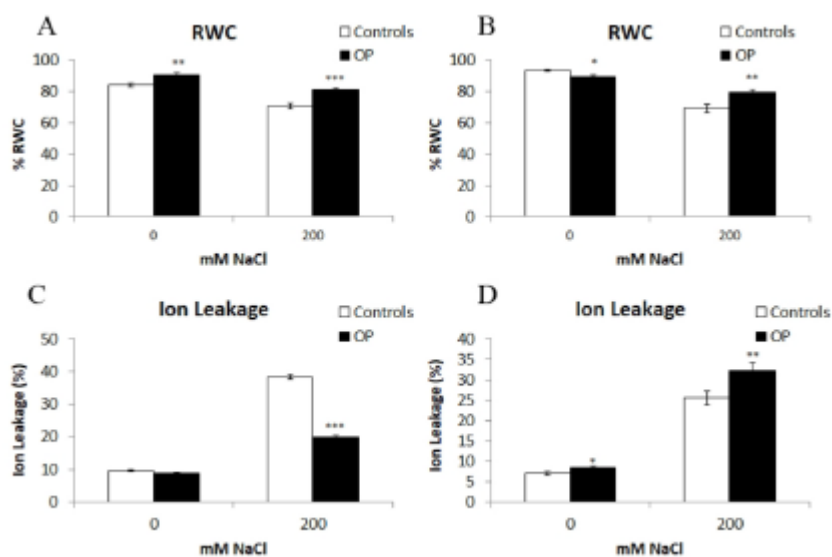 A
RWC
Controls
OP
100
80
60
40
20
0
% RWC
**
***
0
200
mM NaCl
B
RWC
Controls
OP
100
80
60
40
20
0
% RWC
*
**
0
200
mM NaCl
C
Ion Leakage
Controls
OP
50
40
30
20
10
0
Ion Leakage (%)
***
0
200
mM NaCl
D
Ion Leakage
Controls
OP
40
35
30
25
20
15
10
5
0
Ion Leakage (%)
*
**
0
200
mM NaCl